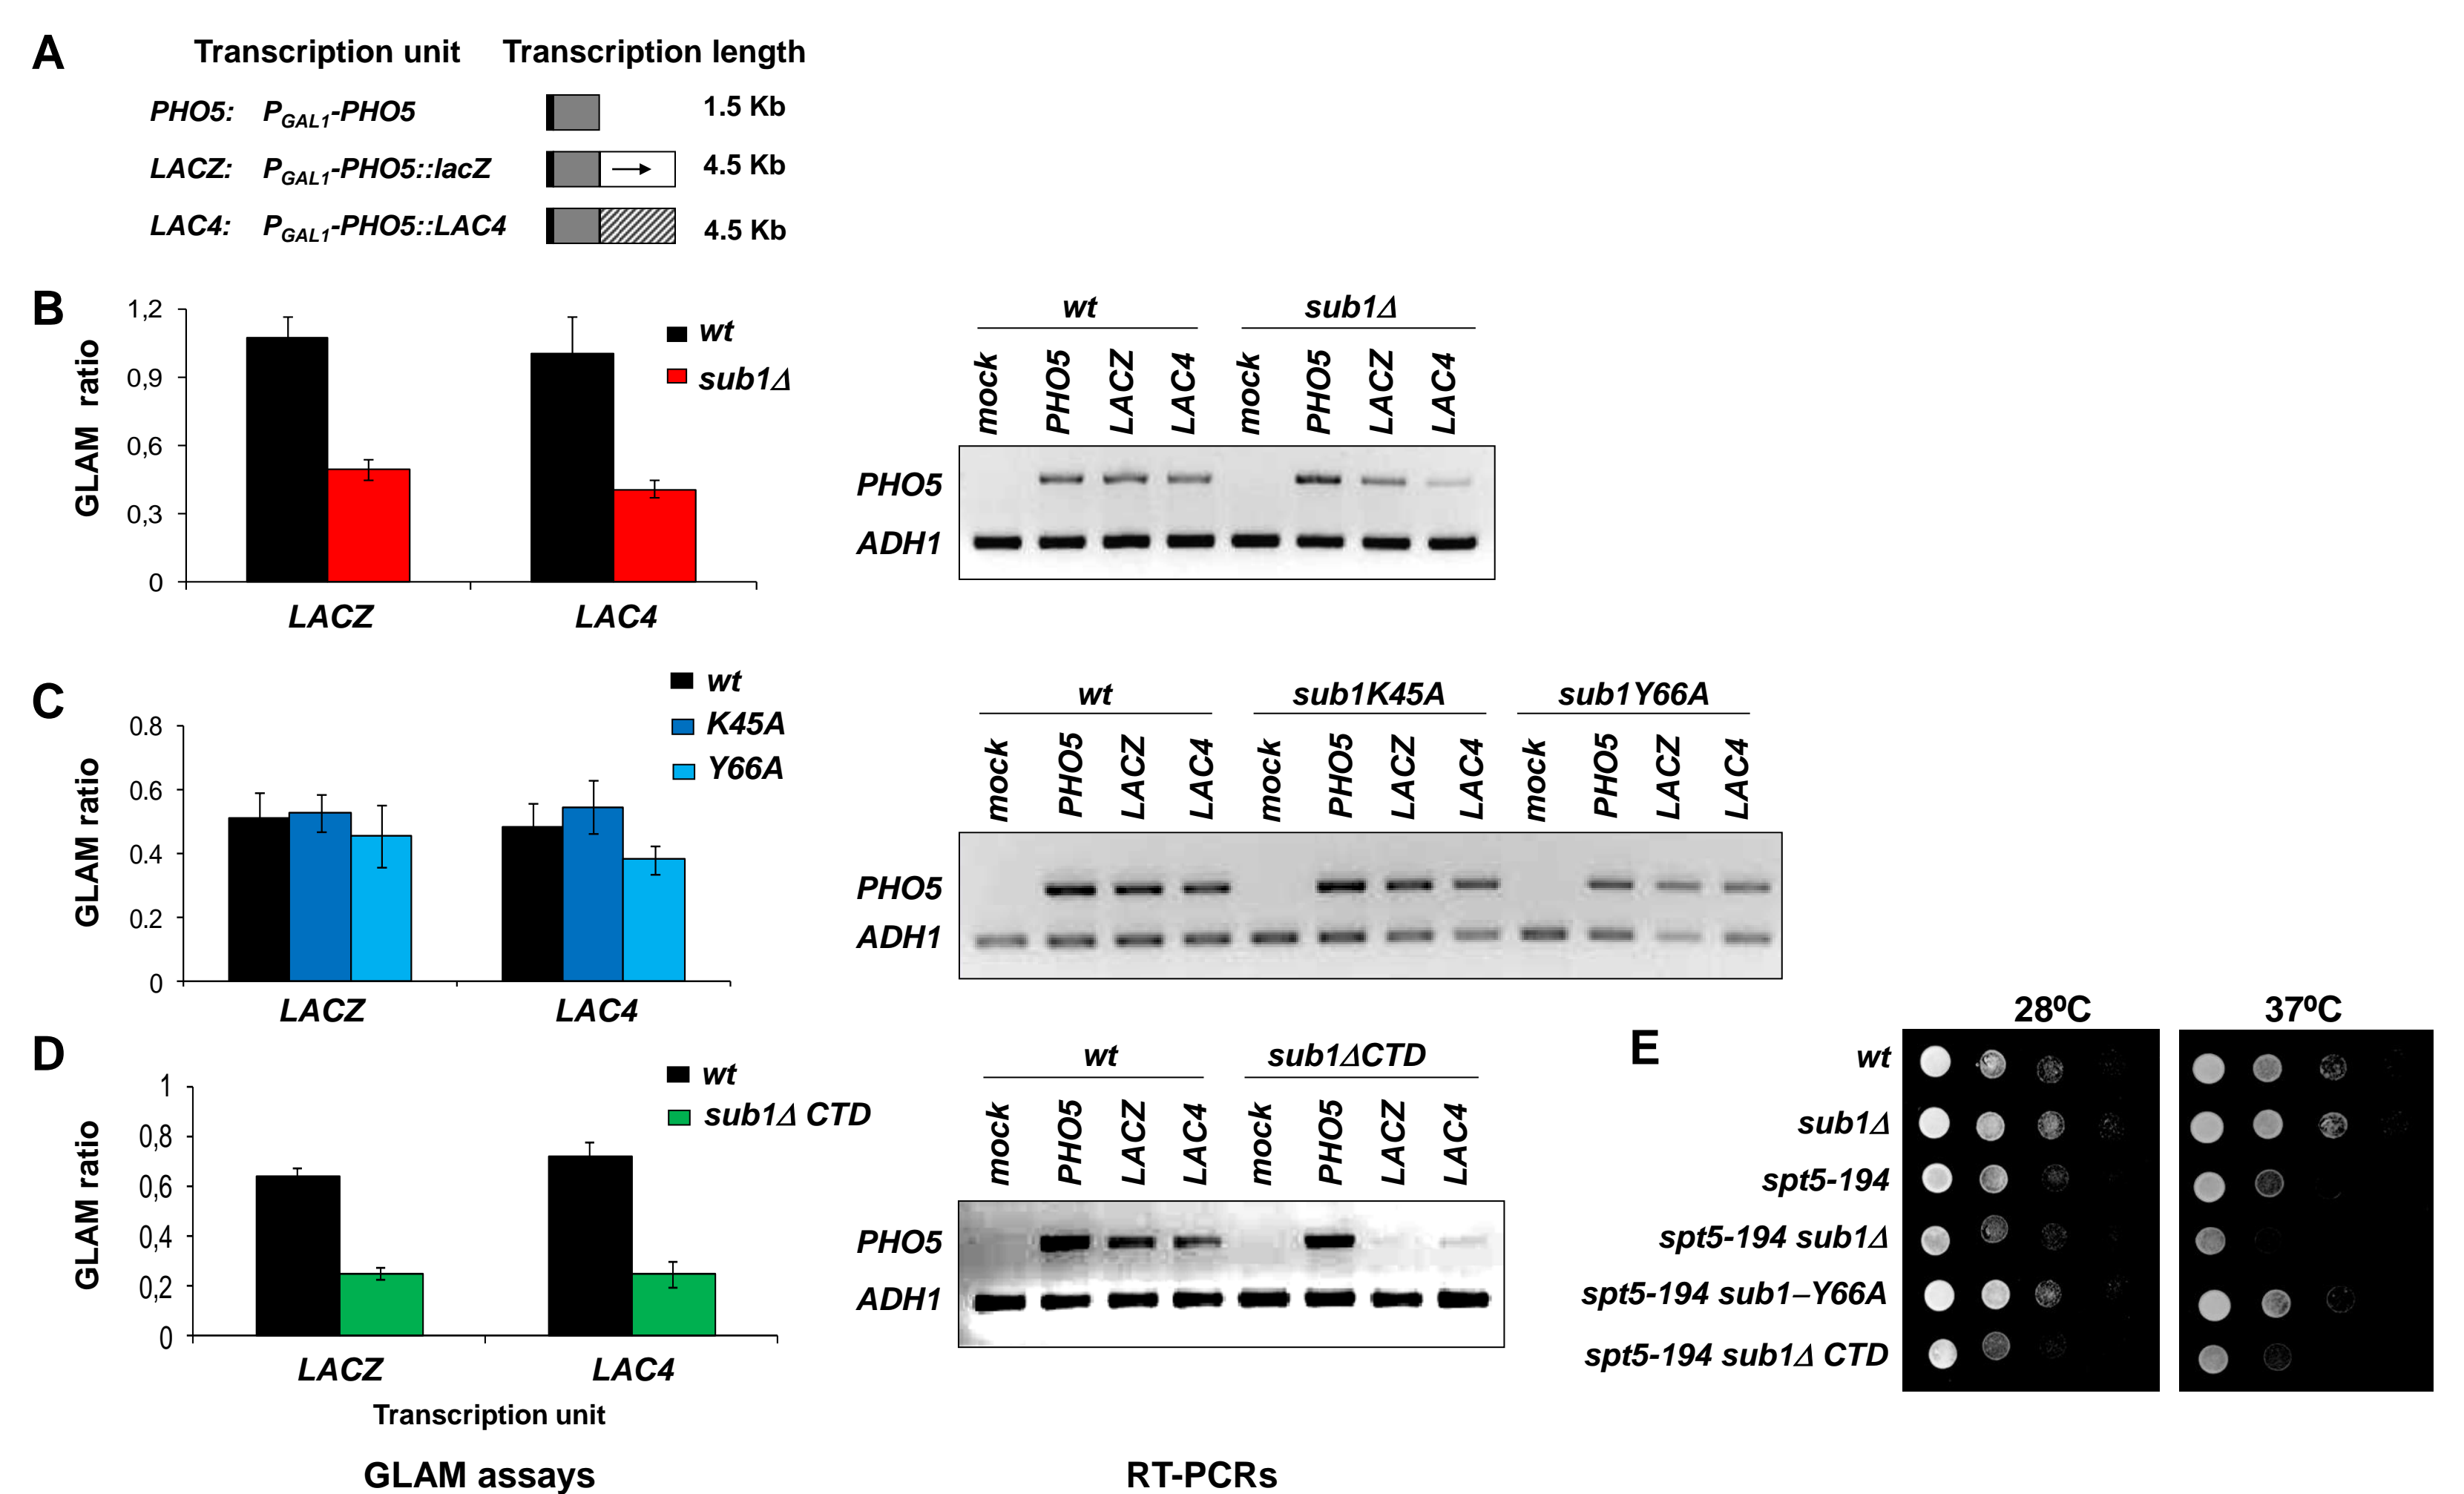 A
Transcription unit Transcription length
PHO5: PGAL1-PHO5 1.5 Kb
LACZ: PGAL1-PHO5::lacZ 4.5 Kb
LAC4: PGAL1-PHO5::LAC4 4.5 Kb
B
GLAM ratio
1,2
0,9
0,6
0,3
0
wt
sub1Δ
LACZ LAC4
wt sub1Δ
mock PHO5 LACZ LAC4 mock PHO5 LACZ LAC4
PHO5
ADH1
C
GLAM ratio
0.8
0.6
0.4
0.2
0
wt
K45A
Y66A
LACZ LAC4
wt sub1K45A sub1Y66A
mock PHO5 LACZ LAC4 mock PHO5 LACZ LAC4 mock PHO5 LACZ LAC4
PHO5
ADH1
D
GLAM ratio
1
0,8
0,6
0,4
0,2
0
wt
sub1Δ CTD
LACZ LAC4
Transcription unit
GLAM assays
wt sub1ΔCTD
mock PHO5 LACZ LAC4 mock PHO5 LACZ LAC4
PHO5
ADH1
RT-PCRs
E
28ºC 37ºC
wt
sub1Δ
spt5-194
spt5-194 sub1Δ
spt5-194 sub1–Y66A
spt5-194 sub1Δ CTD